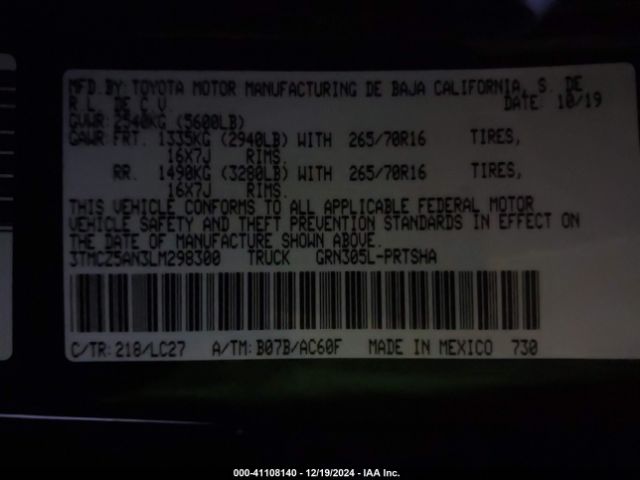 MFD. BY: TOYOTA MOTOR MANUFACTURING DE BAJA CALIFORNIA, S. DE
R.L. DE C.V. DATE: 10/19
GVWR: 2540KG (5600LB)
GAWR: FRT. 1335KG (2940LB) WITH 265/70R16 TIRES,
16X7J RIMS.
RR. 1490KG (3280LB) WITH 265/70R16 TIRES,
16X7J RIMS.
THIS VEHICLE CONFORMS TO ALL APPLICABLE FEDERAL MOTOR
VEHICLE SAFETY AND THEFT PREVENTION STANDARDS IN EFFECT ON
THE DATE OF MANUFACTURE SHOWN ABOVE.
3TMCZ5AN3LM298300 TRUCK GRN305L-PRTSHA
C/TR: 218/LC27 A/TM: B07B/AC60F MADE IN MEXICO 730
000-41108140 - 12/19/2024 - IAA Inc.